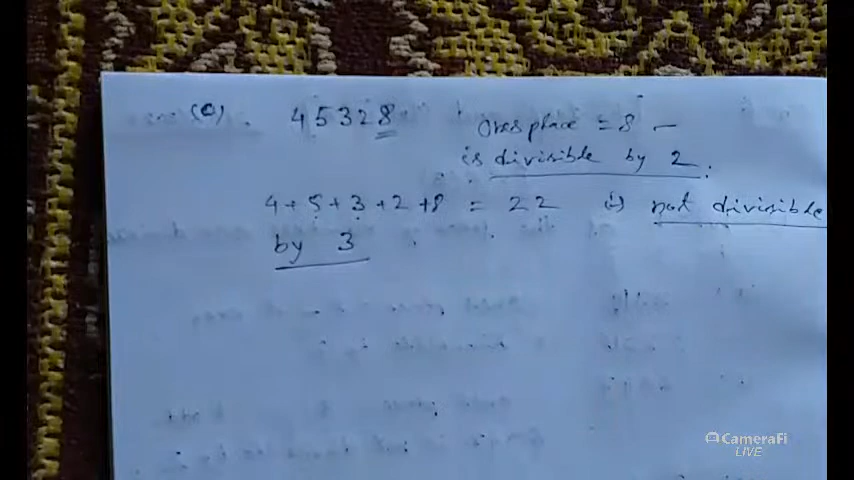 (c). 45328 Ones place = 8 –
is divisible by 2.
4+5+3+2+8 = 22 is not divisible
by 3
CameraFi
LIVE